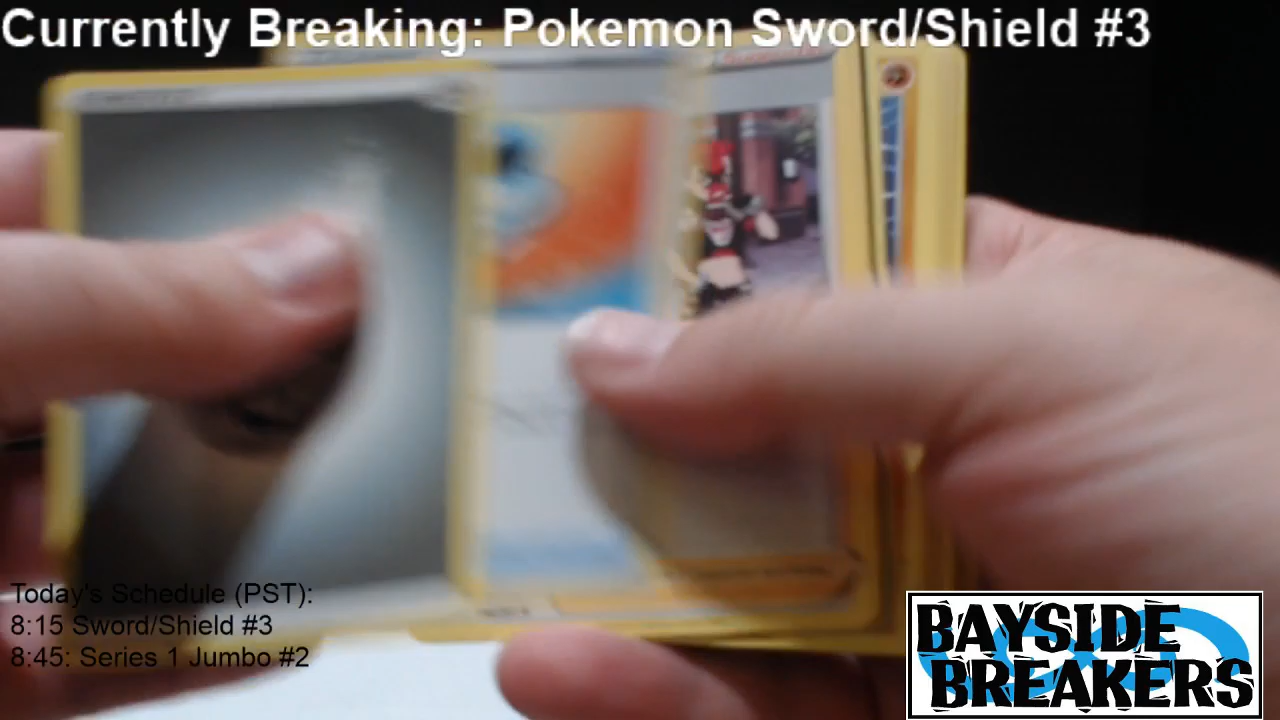 Currently Breaking: Pokemon Sword/Shield #3
Today's Schedule (PST):
8:15 Sword/Shield #3
8:45: Series 1 Jumbo #2
BAYSIDE
BREAKERS